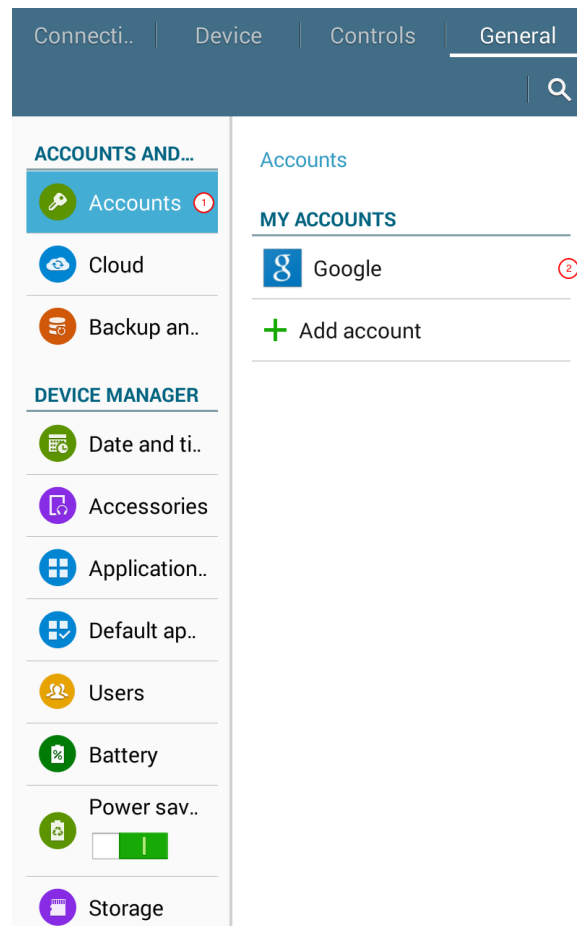 Connecti..
Device
Controls
General
ACCOUNTS AND...
Accounts 1
Cloud
Backup an..
DEVICE MANAGER
Date and ti..
Accessories
Application..
Default ap..
Users
Battery
Power sav..
Storage
Accounts
MY ACCOUNTS
8 Google 2
Add account